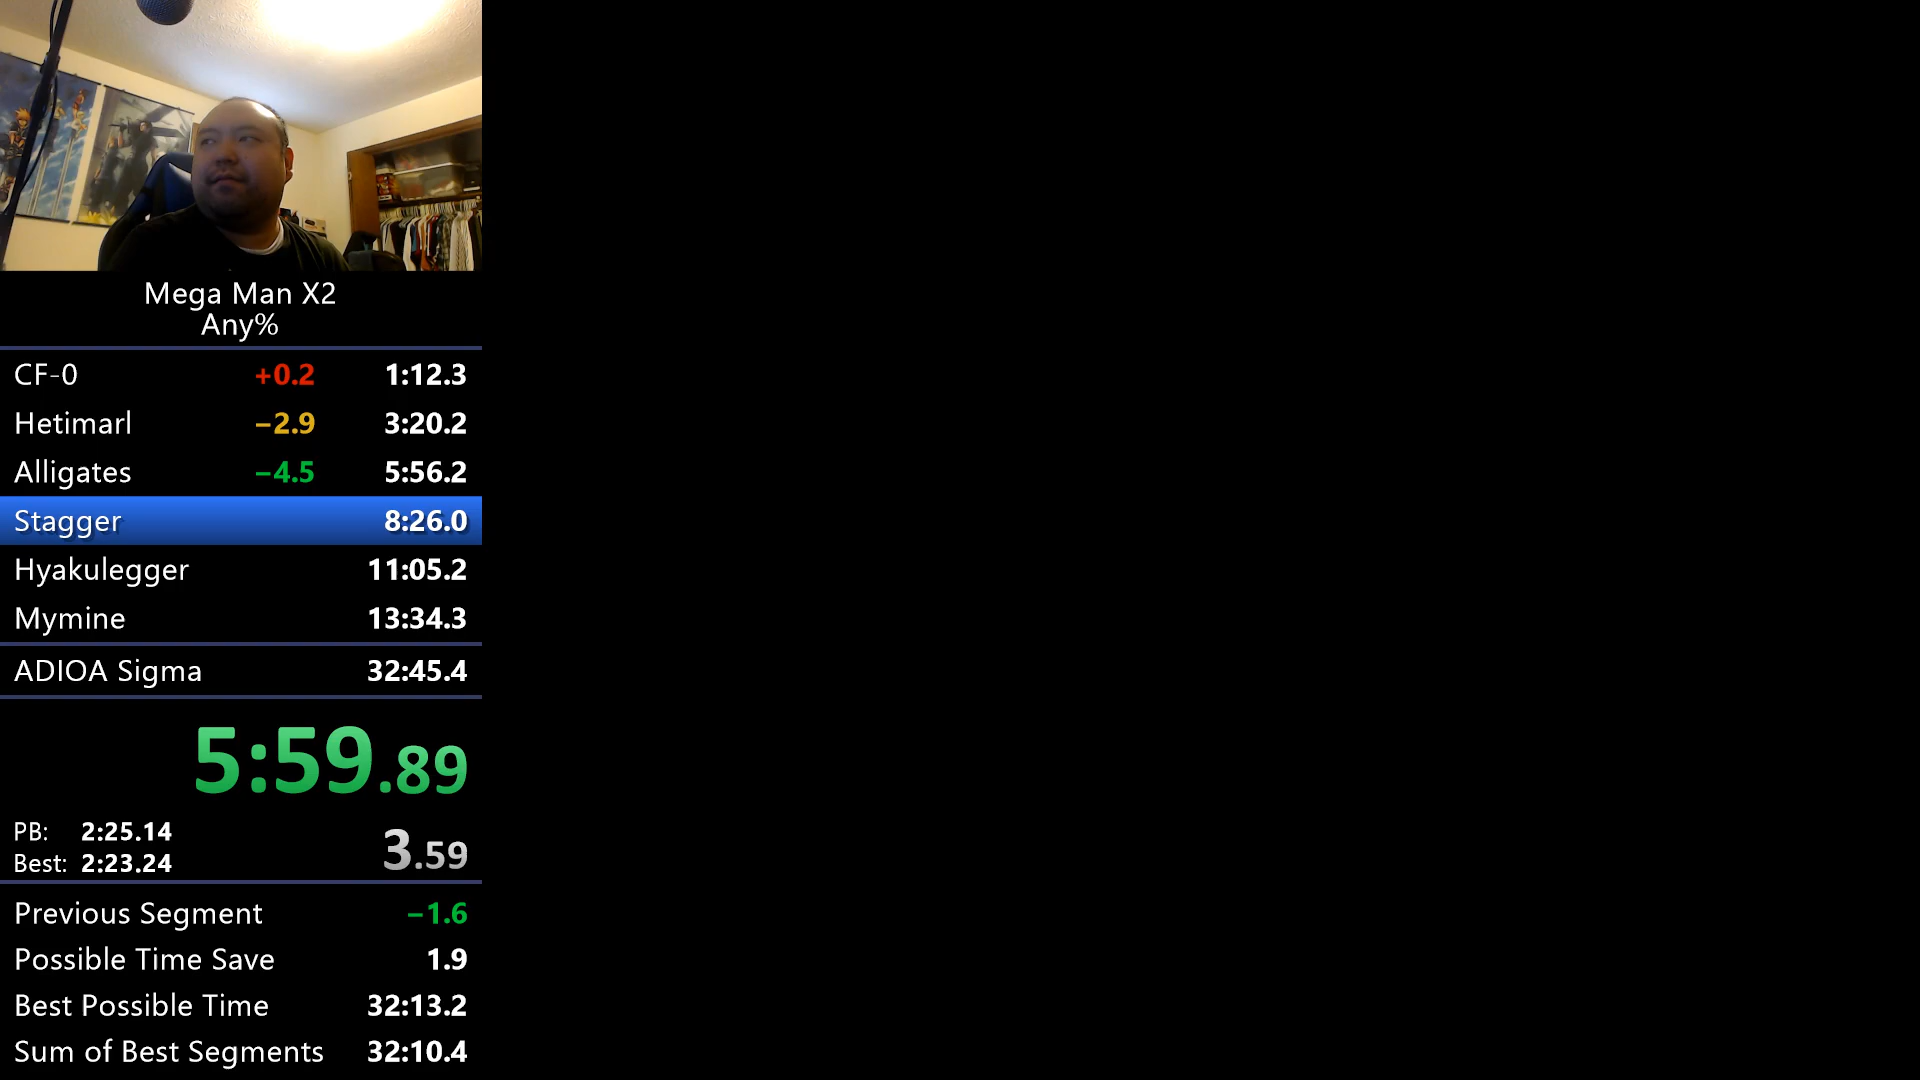 Mega Man X2
Any%
CF-0 +0.2 1:12.3
Hetimarl −2.9 3:20.2
Alligates −4.5 5:56.2
Stagger 8:26.0
Hyakulegger 11:05.2
Mymine 13:34.3
ADIOA Sigma 32:45.4
5:59.89
PB: 2:25.14
Best: 2:23.24
3.59
Previous Segment −1.6
Possible Time Save 1.9
Best Possible Time 32:13.2
Sum of Best Segments 32:10.4